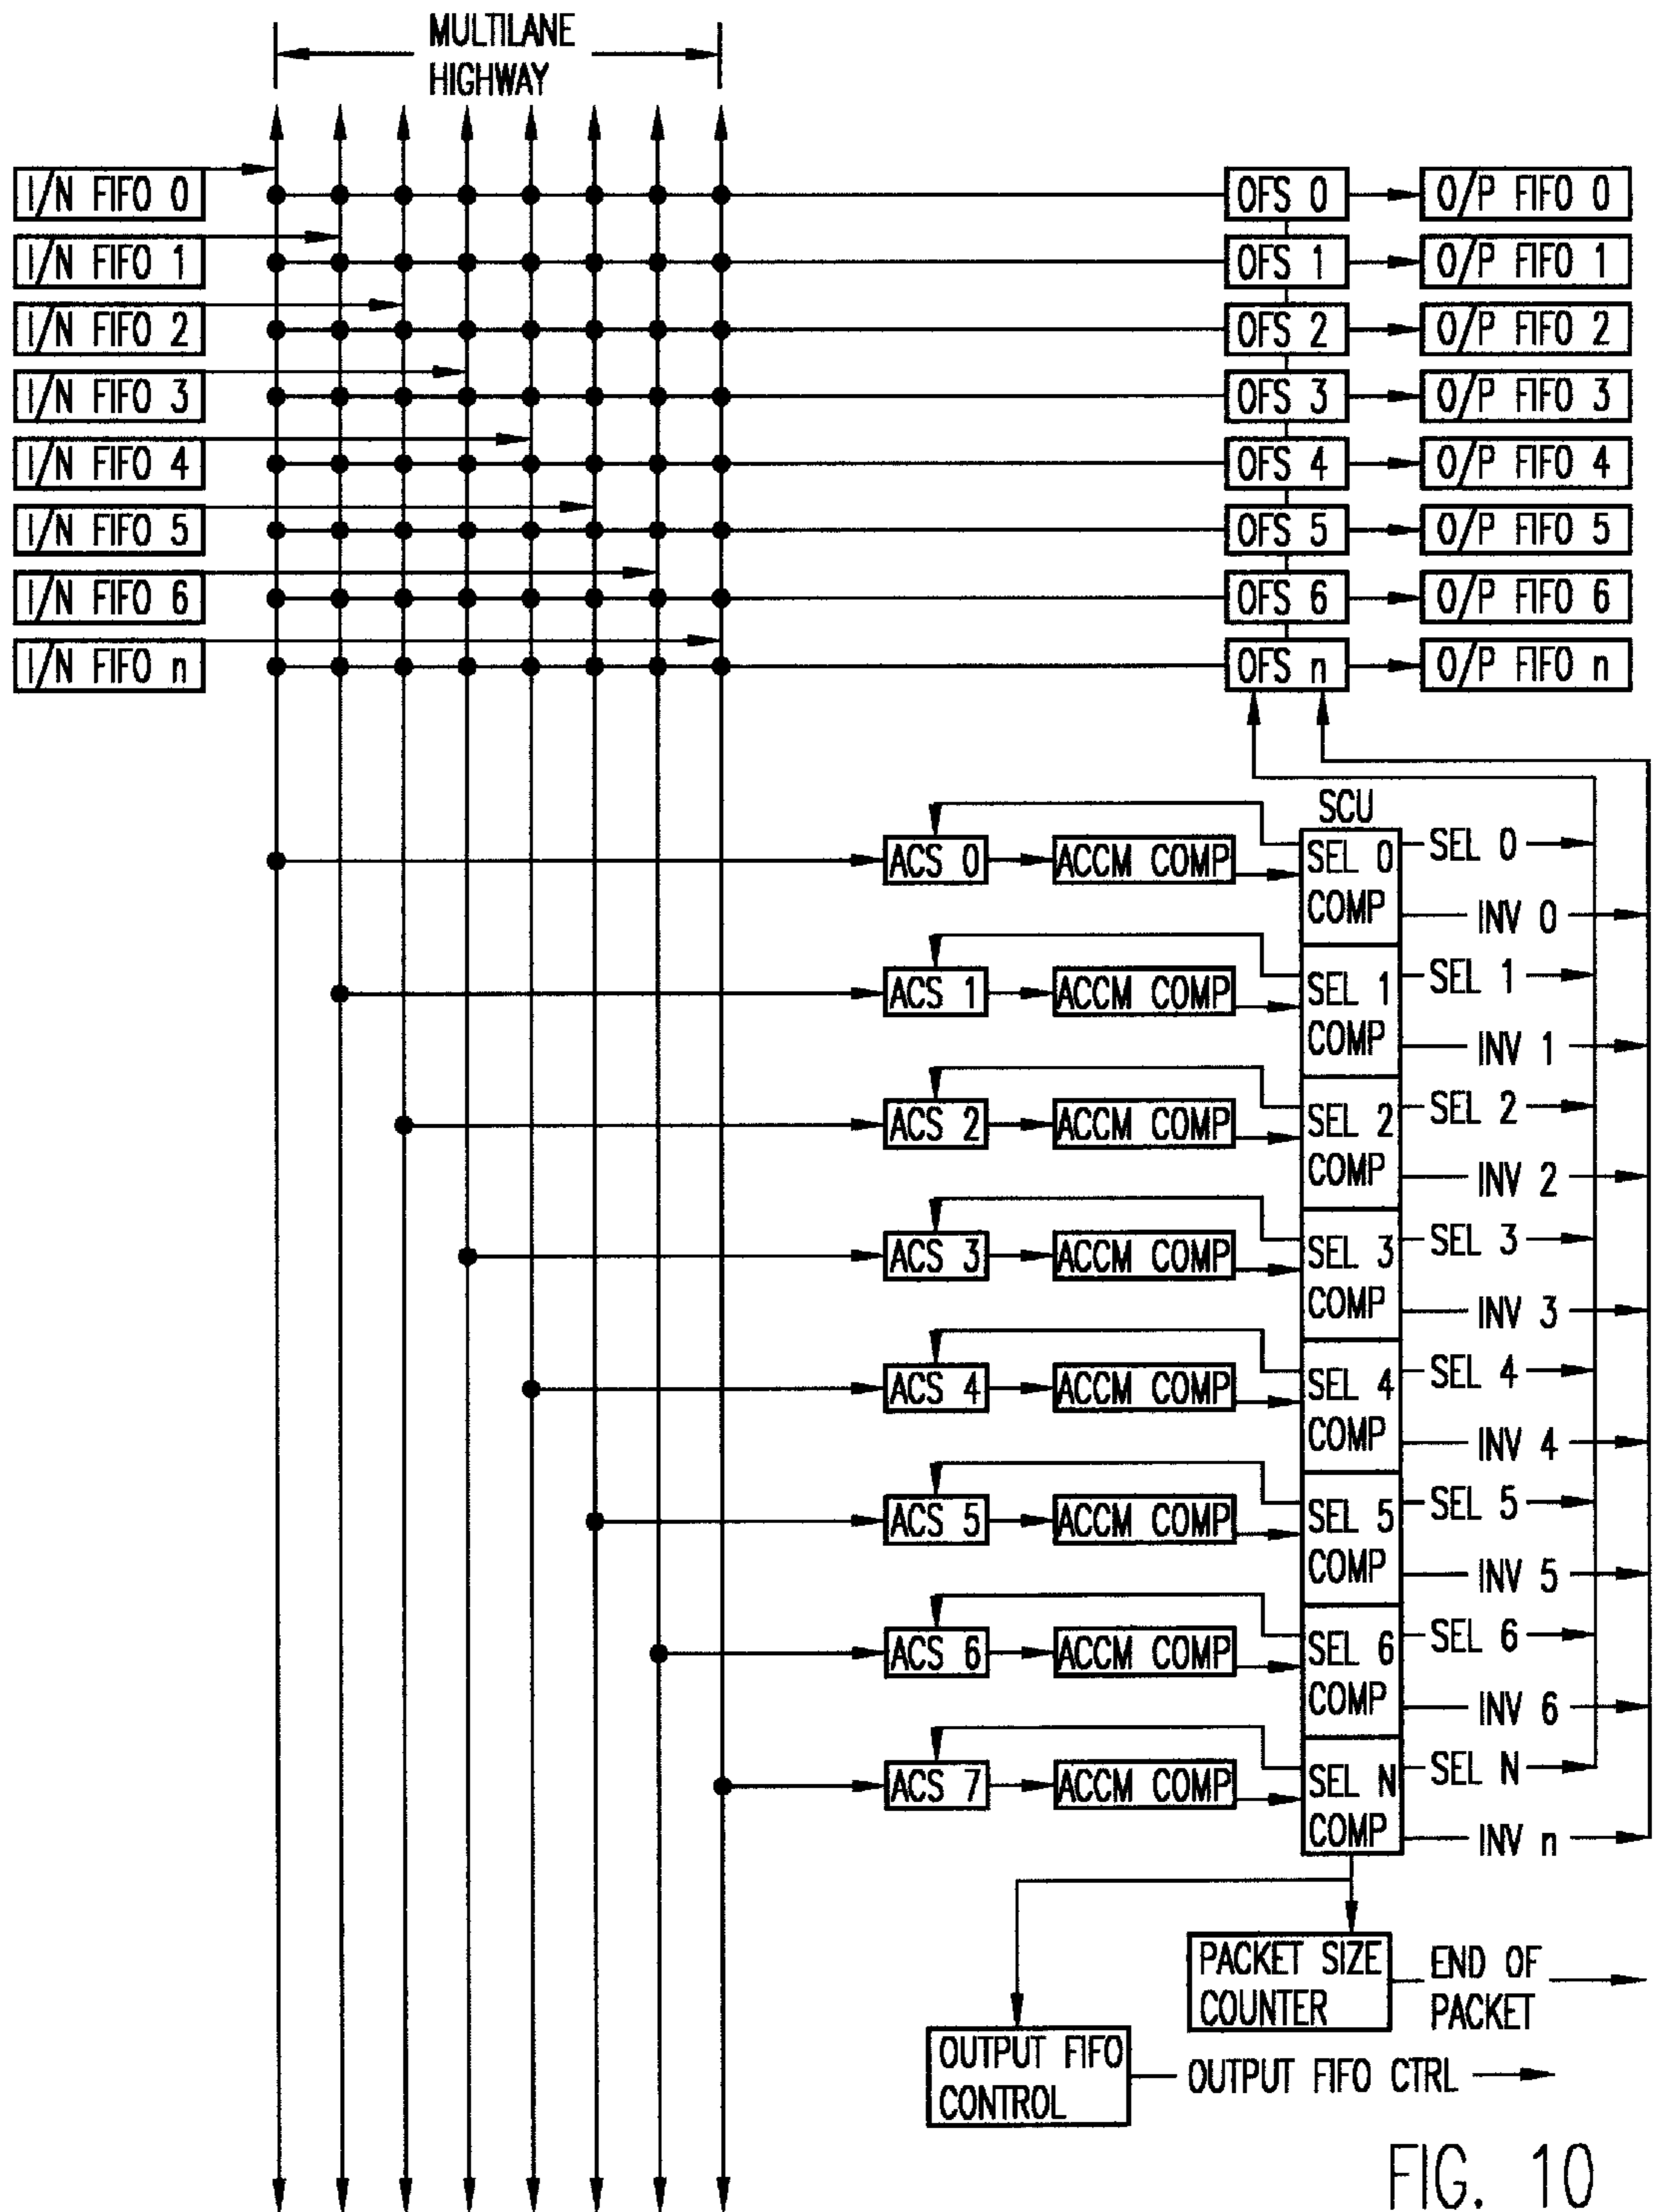 MULTILANE
HIGHWAY
I/N FIFO 0
OFS 0
O/P FIFO 0
I/N FIFO 1
OFS 1
O/P FIFO 1
I/N FIFO 2
OFS 2
O/P FIFO 2
I/N FIFO 3
OFS 3
O/P FIFO 3
I/N FIFO 4
OFS 4
O/P FIFO 4
I/N FIFO 5
OFS 5
O/P FIFO 5
I/N FIFO 6
OFS 6
O/P FIFO 6
I/N FIFO n
OFS n
O/P FIFO n
SCU
ACS 0
ACCM COMP
SEL 0
COMP
SEL 0
INV 0
ACS 1
ACCM COMP
SEL 1
COMP
SEL 1
INV 1
ACS 2
ACCM COMP
SEL 2
COMP
SEL 2
INV 2
ACS 3
ACCM COMP
SEL 3
COMP
SEL 3
INV 3
ACS 4
ACCM COMP
SEL 4
COMP
SEL 4
INV 4
ACS 5
ACCM COMP
SEL 5
COMP
SEL 5
INV 5
ACS 6
ACCM COMP
SEL 6
COMP
SEL 6
INV 6
ACS 7
ACCM COMP
SEL N
COMP
SEL N
INV n
PACKET SIZE
COUNTER
END OF
PACKET
OUTPUT FIFO
CONTROL
OUTPUT FIFO CTRL
FIG. 10